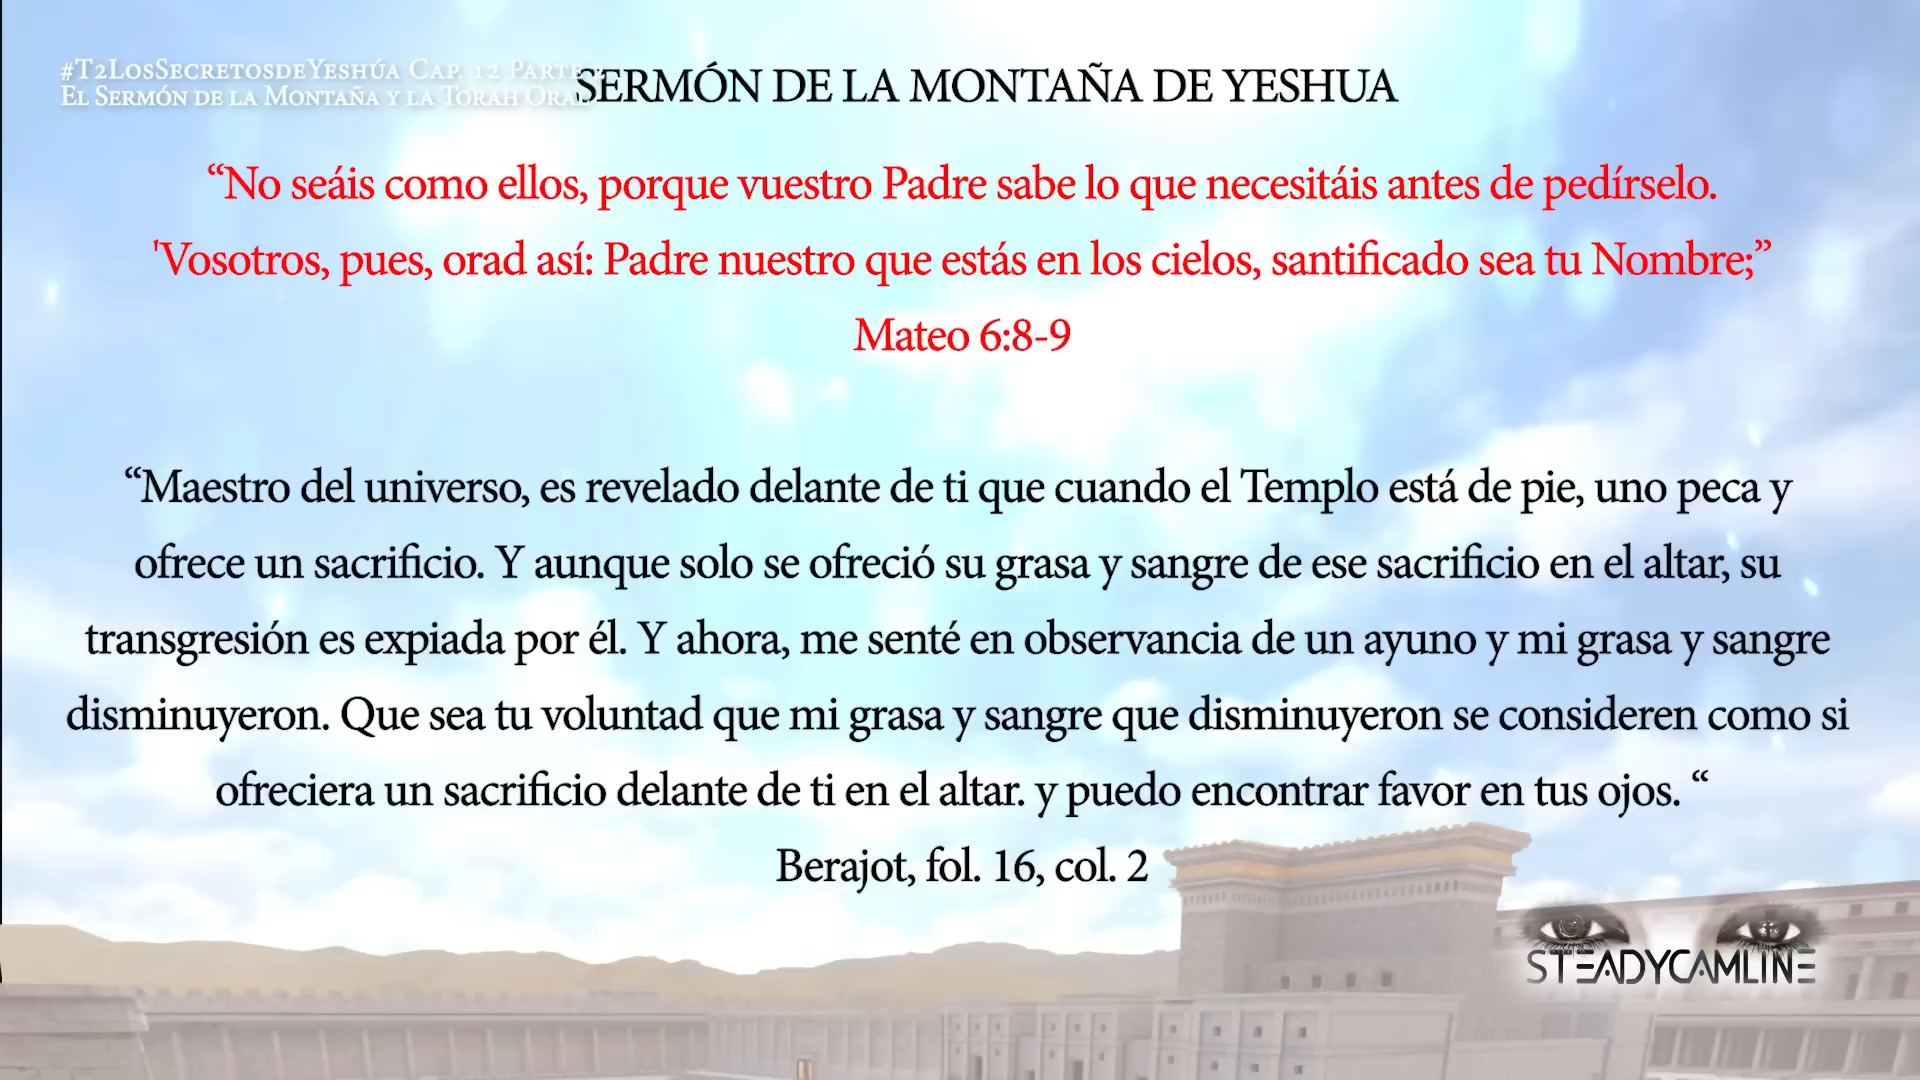 #T2LosSecretosdeYeshúa Cap. 12 Parte
El Sermón de la Montaña y la Torah Oral
SERMÓN DE LA MONTAÑA DE YESHUA
“No seáis como ellos, porque vuestro Padre sabe lo que necesitáis antes de pedírselo.
'Vosotros, pues, orad así: Padre nuestro que estás en los cielos, santificado sea tu Nombre;”
Mateo 6:8-9
“Maestro del universo, es revelado delante de ti que cuando el Templo está de pie, uno peca y
ofrece un sacrificio. Y aunque solo se ofreció su grasa y sangre de ese sacrificio en el altar, su
transgresión es expiada por él. Y ahora, me senté en observancia de un ayuno y mi grasa y sangre
disminuyeron. Que sea tu voluntad que mi grasa y sangre que disminuyeron se consideren como si
ofreciera un sacrificio delante de ti en el altar. y puedo encontrar favor en tus ojos. “
Berajot, fol. 16, col. 2
STEADYCAMLINE